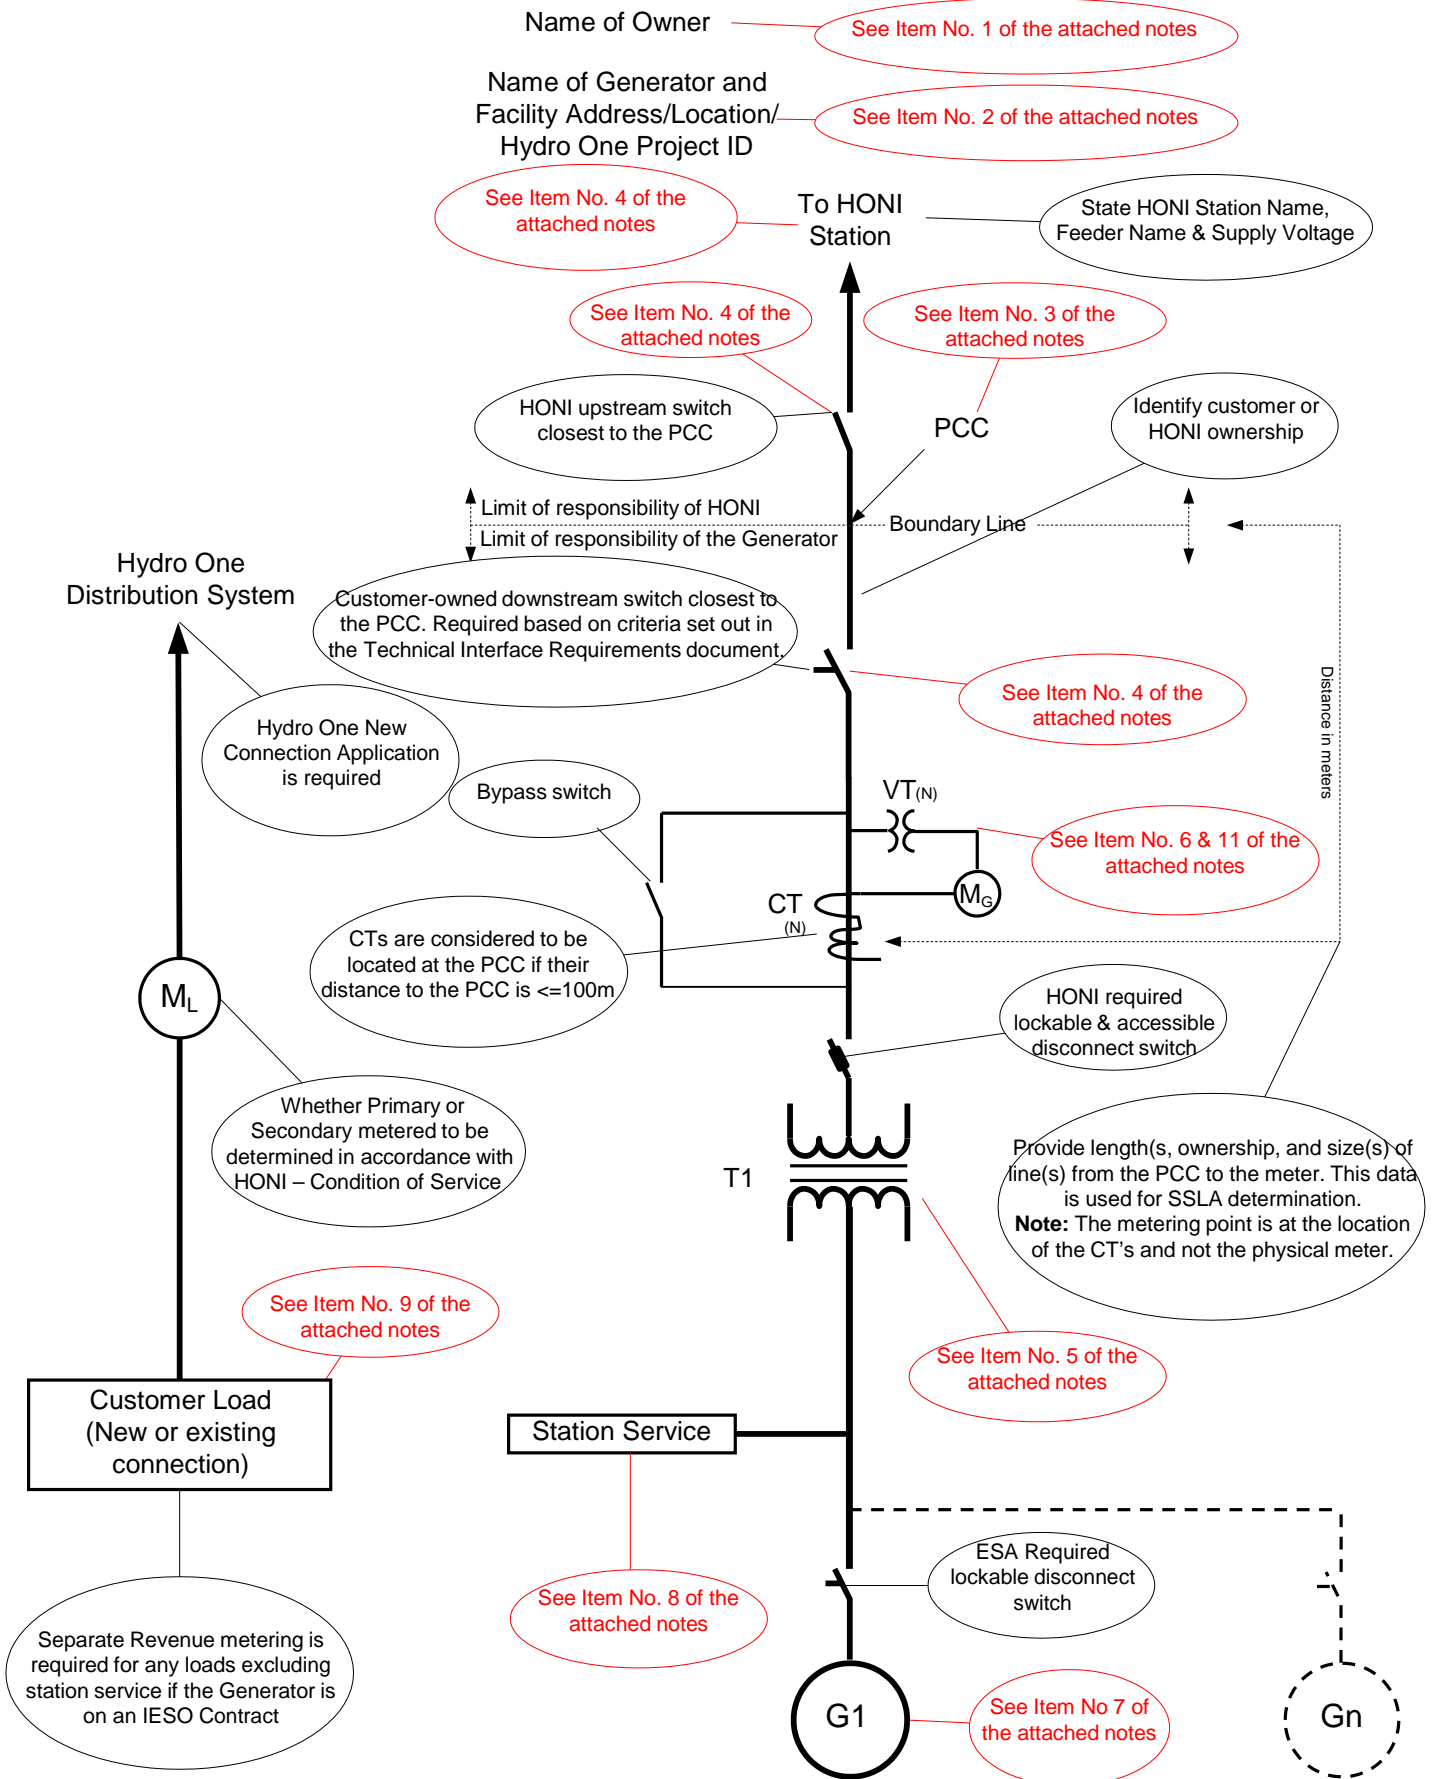 Name of Owner
See Item No. 1 of the attached notes
Name of Generator and
Facility Address/Location/
Hydro One Project ID
See Item No. 2 of the attached notes
See Item No. 4 of the
attached notes
To HONI
Station
State HONI Station Name,
Feeder Name & Supply Voltage
See Item No. 4 of the
attached notes
See Item No. 3 of the
attached notes
HONI upstream switch
closest to the PCC
PCC
Identify customer or
HONI ownership
Limit of responsibility of HONI
Boundary Line
Limit of responsibility of the Generator
Hydro One
Distribution System
Customer-owned downstream switch closest to
the PCC. Required based on criteria set out in
the Technical Interface Requirements document.
See Item No. 4 of the
attached notes
Distance in meters
Hydro One New
Connection Application
is required
Bypass switch
VT(N)
See Item No. 6 & 11 of the
attached notes
MG
CT
(N)
CTs are considered to be
located at the PCC if their
distance to the PCC is <=100m
ML
HONI required
lockable & accessible
disconnect switch
Whether Primary or
Secondary metered to be
determined in accordance with
HONI – Condition of Service
T1
Provide length(s, ownership, and size(s) of
line(s) from the PCC to the meter. This data
is used for SSLA determination.
Note: The metering point is at the location
of the CT's and not the physical meter.
See Item No. 9 of the
attached notes
See Item No. 5 of the
attached notes
Customer Load
(New or existing
connection)
Station Service
ESA Required
lockable disconnect
switch
See Item No. 8 of the
attached notes
Separate Revenue metering is
required for any loads excluding
station service if the Generator is
on an IESO Contract
G1
See Item No 7 of
the attached notes
Gn